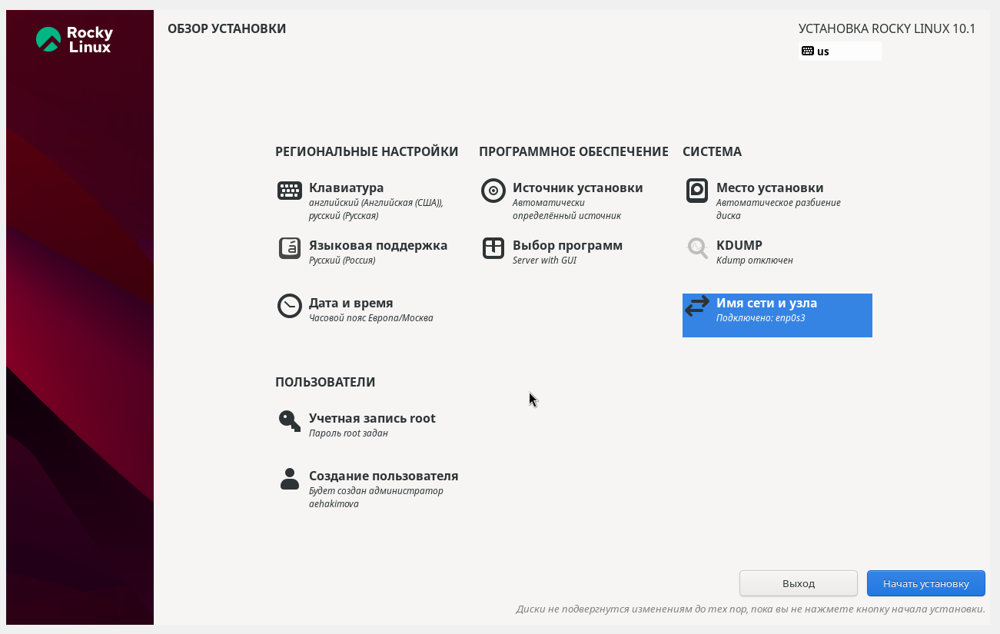 Rocky
Linux
ОБЗОР УСТАНОВКИ
УСТАНОВКА ROCKY LINUX 10.1
us
РЕГИОНАЛЬНЫЕ НАСТРОЙКИ
Клавиатура
английский (Английская (США)),
русский (Русская)
Языковая поддержка
Русский (Россия)
Дата и время
Часовой пояс Европа/Москва
ПРОГРАММНОЕ ОБЕСПЕЧЕНИЕ
Источник установки
Автоматически
определённый источник
Выбор программ
Server with GUI
СИСТЕМА
Место установки
Автоматическое разбиение
диска
KDUMP
Kdump отключен
Имя сети и узла
Подключено: enp0s3
ПОЛЬЗОВАТЕЛИ
Учетная запись root
Пароль root задан
Создание пользователя
Будет создан администратор
aehakimova
Выход
Начать установку
Диски не подвергнутся изменениям до тех пор, пока вы не нажмете кнопку начала установки.